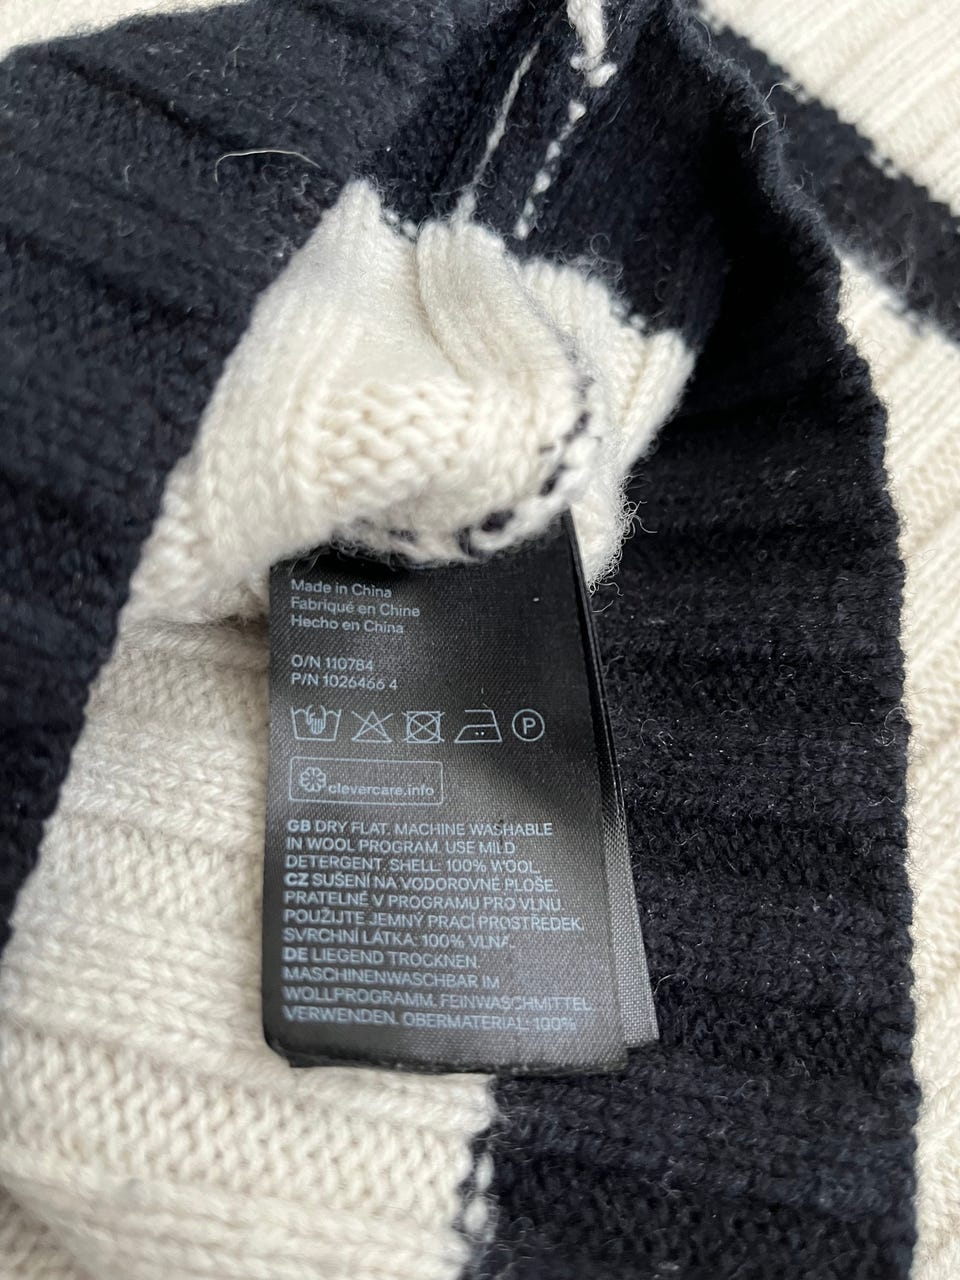 Made in China
Fabriqué en Chine
Hecho en China
O/N 110784
P/N 1026466 4
P
clevercare.info
GB DRY FLAT. MACHINE WASHABLE
IN WOOL PROGRAM. USE MILD
DETERGENT. SHELL: 100% WOOL.
CZ SUŠENÍ NA VODOROVNÉ PLOŠE.
PRATELNÉ V PROGRAMU PRO VLNU.
POUŽIJTE JEMNÝ PRACÍ PROSTŘEDEK.
SVRCHNÍ LÁTKA: 100% VLNA.
DE LIEGEND TROCKNEN.
MASCHINENWASCHBAR IM
WOLLPROGRAMM. FEINWASCHMITTEL
VERWENDEN. OBERMATERIAL: 100%